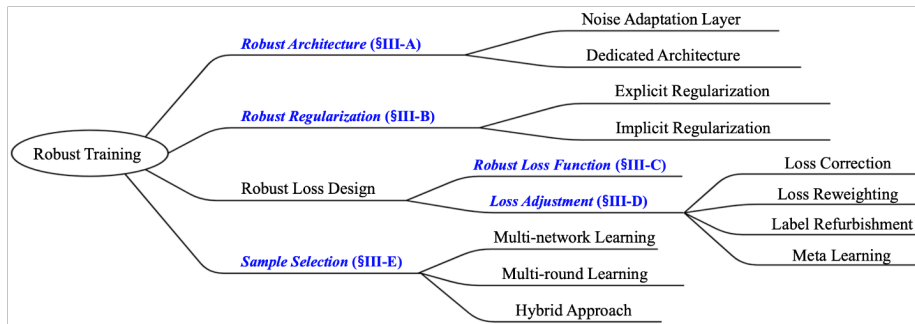 Robust Training
Robust Architecture (§III-A)
Noise Adaptation Layer
Dedicated Architecture
Robust Regularization (§III-B)
Explicit Regularization
Implicit Regularization
Robust Loss Design
Robust Loss Function (§III-C)
Loss Adjustment (§III-D)
Loss Correction
Loss Reweighting
Label Refurbishment
Meta Learning
Sample Selection (§III-E)
Multi-network Learning
Multi-round Learning
Hybrid Approach